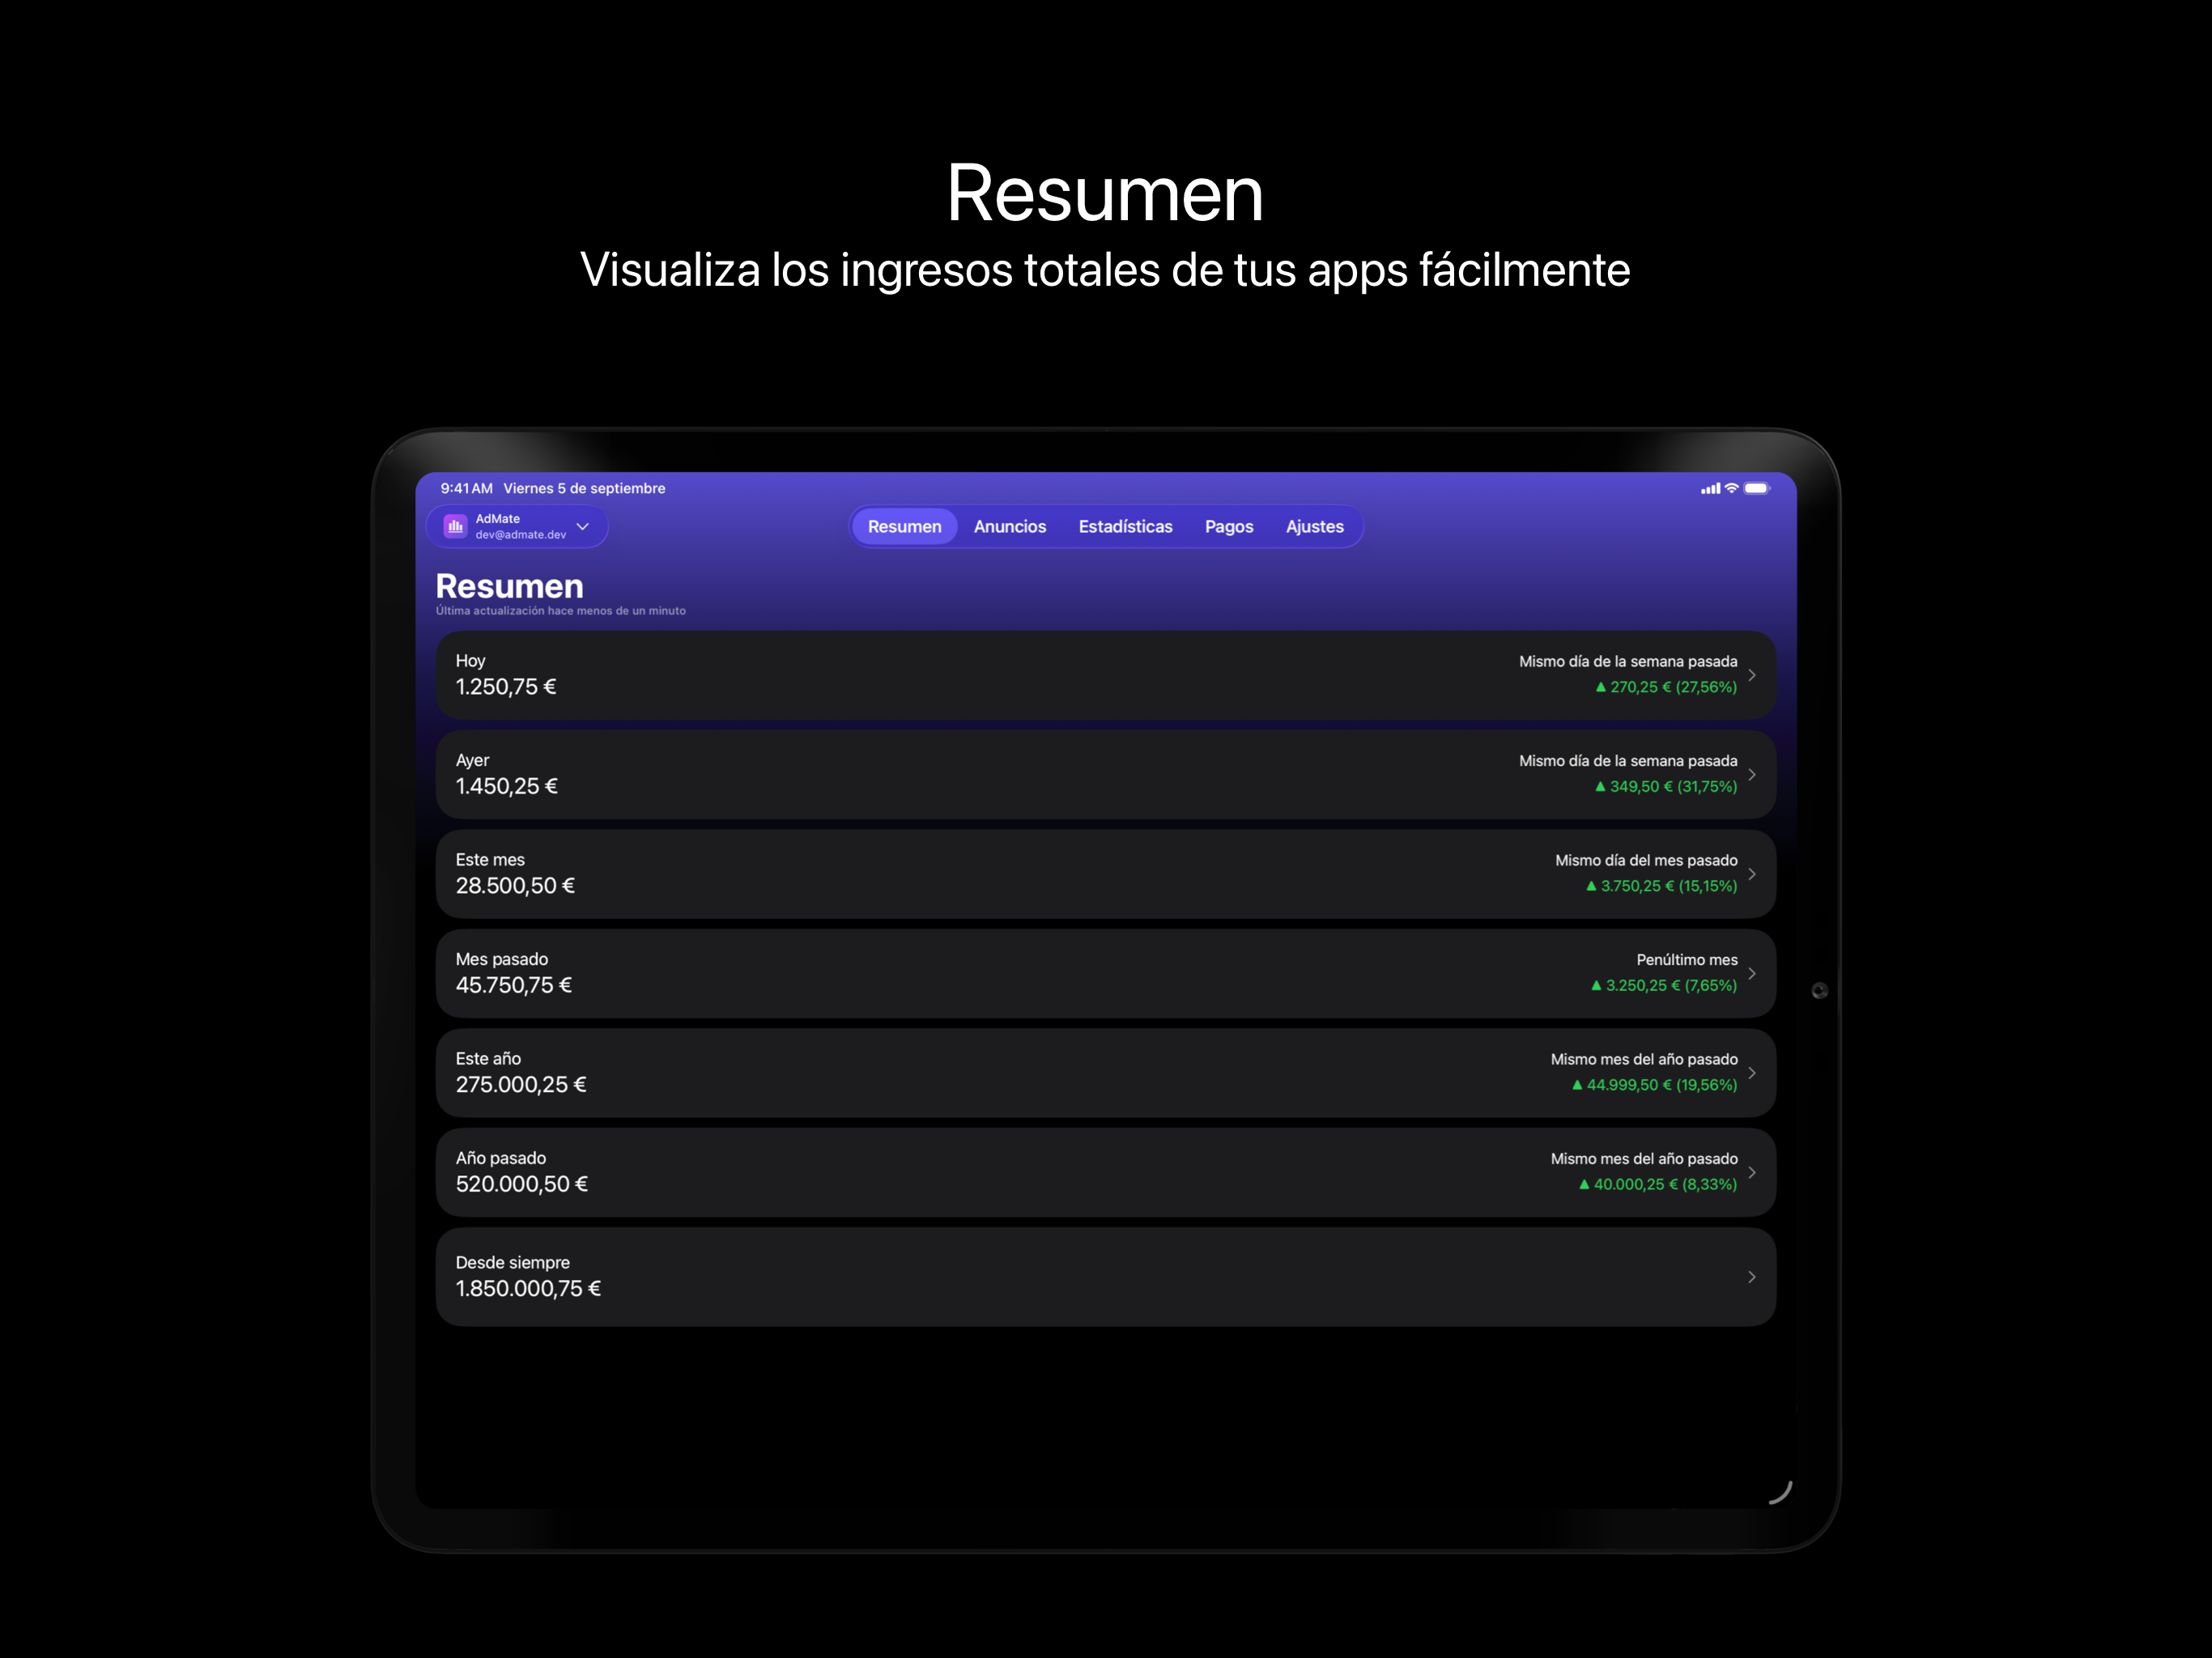 Resumen
Visualiza los ingresos totales de tus apps fácilmente
9:41 AM Viernes 5 de septiembre
AdMate
dev@admate.dev
Resumen Anuncios Estadísticas Pagos Ajustes
Resumen
Última actualización hace menos de un minuto
Hoy
1.250,75 €
Mismo día de la semana pasada
▲ 270,25 € (27,56%)
Ayer
1.450,25 €
Mismo día de la semana pasada
▲ 349,50 € (31,75%)
Este mes
28.500,50 €
Mismo día del mes pasado
▲ 3.750,25 € (15,15%)
Mes pasado
45.750,75 €
Penúltimo mes
▲ 3.250,25 € (7,65%)
Este año
275.000,25 €
Mismo mes del año pasado
▲ 44.999,50 € (19,56%)
Año pasado
520.000,50 €
Mismo mes del año pasado
▲ 40.000,25 € (8,33%)
Desde siempre
1.850.000,75 €